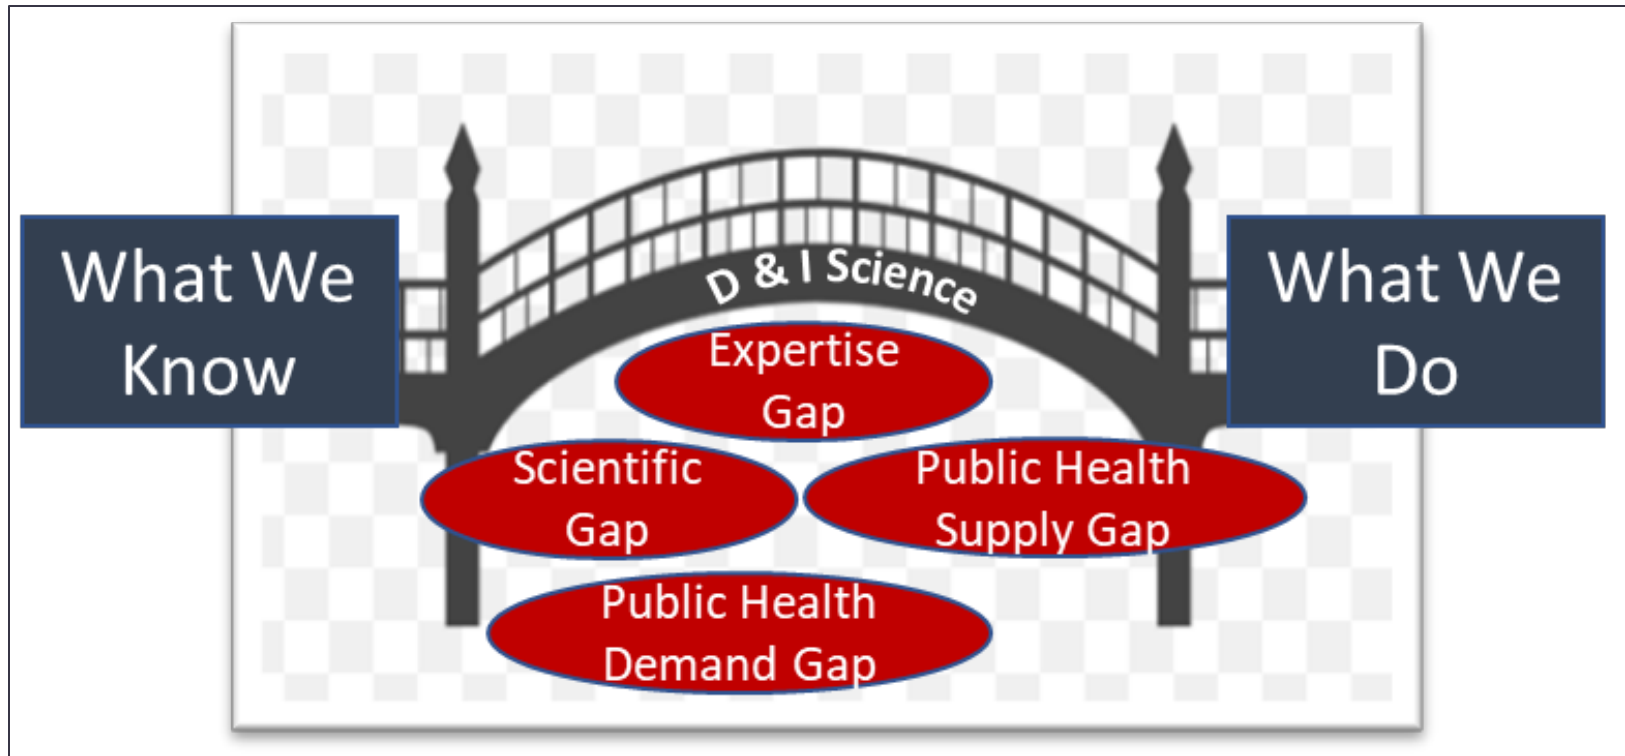 What We
Know
D & I Science
What We
Do
Expertise
Gap
Scientific
Gap
Public Health
Supply Gap
Public Health
Demand Gap